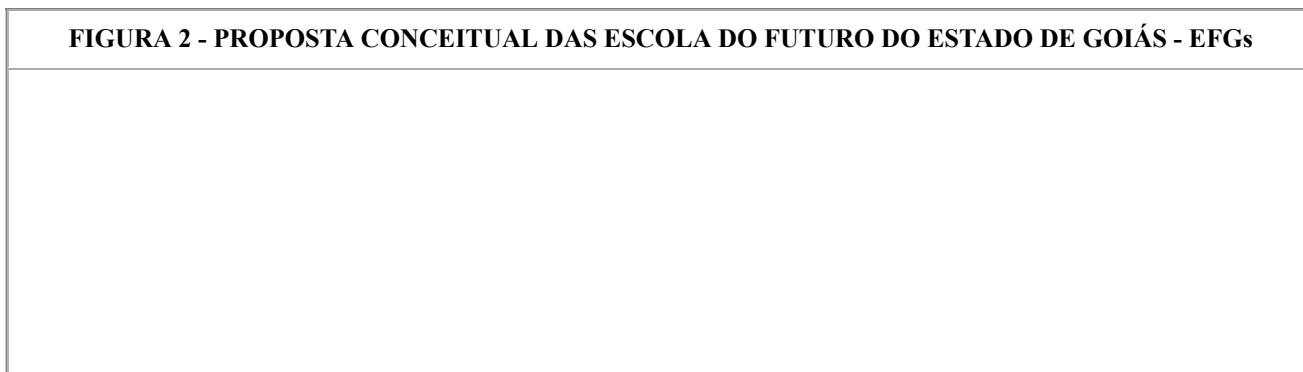 FIGURA 2 - PROPOSTA CONCEITUAL DAS ESCOLA DO FUTURO DO ESTADO DE GOIÁS - EFGs